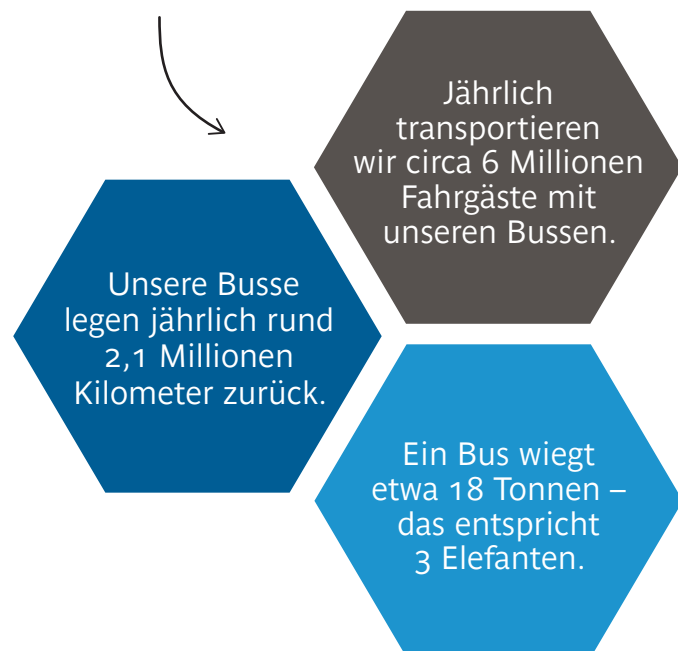 Jährlich
transportieren
wir circa 6 Millionen
Fahrgäste mit
unseren Bussen.
Unsere Busse
legen jährlich rund
2,1 Millionen
Kilometer zurück.
Ein Bus wiegt
etwa 18 Tonnen –
das entspricht
3 Elefanten.